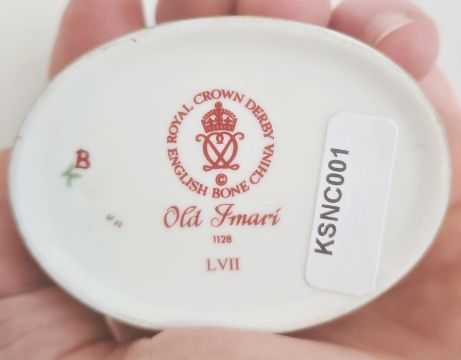 ROYAL CROWN DERBY
ENGLISH BONE CHINA
©
Old Imari
1128
LVII
B
K
KSNC001